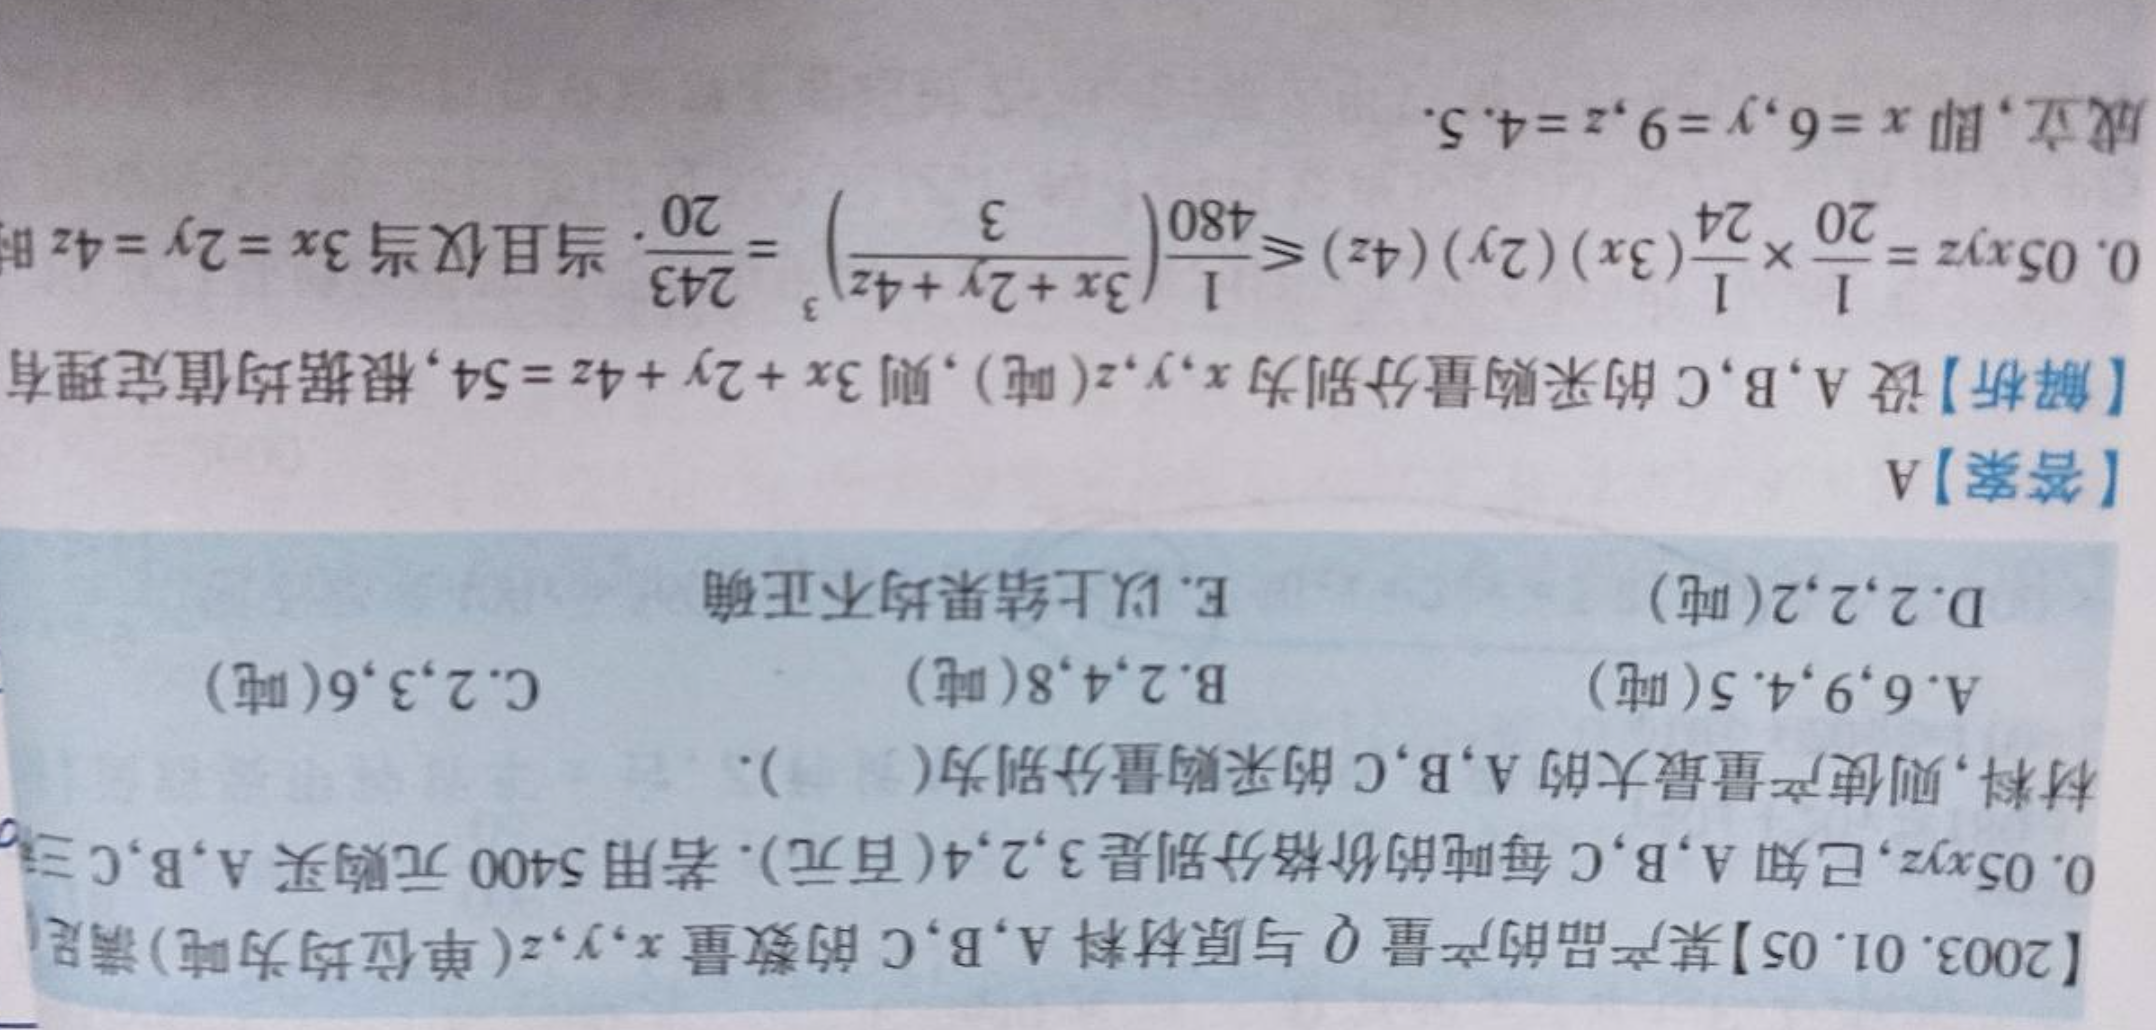 【2003.01.05】某产品的产量 Q 与原材料 A,B,C 的数量 x,y,z(单位均为吨)满足
0.05xyz,已知 A,B,C 每吨的价格分别是 3,2,4(百元).若用 5400 元购买 A,B,C 三
材料,则使产量最大的 A,B,C 的采购量分别为( ).
A.6,9,4.5(吨) B.2,4,8(吨) C.2,3,6(吨)
D.2,2,2(吨) E.以上结果均不正确
【答案】A
【解析】设 A,B,C 的采购量分别为 x,y,z(吨),则 3x+2y+4z=54,根据均值定理有
0.05xyz=\frac{1}{20}×\frac{1}{24}(3x)(2y)(4z)≤\frac{1}{480}(\frac{3x+2y+4z}{3})^3=\frac{243}{20}.当且仅当 3x=2y=4z 时
成立,即 x=6,y=9,z=4.5.